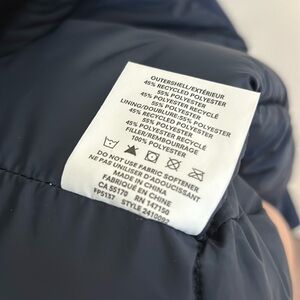 OUTERSHELL/EXTÉRIEUR
45% RECYCLED POLYESTER
55% POLYESTER
45% POLYESTER RECYCLÉ
55% POLYESTER
LINING/DOUBLURE:55% POLYESTER
45% RECYCLED POLYESTER
55% POLYESTER
45% POLYESTER RECYCLÉ
FILLER/REMBOURRAGE
100% POLYESTER
DO NOT USE FABRIC SOFTENER
NE PAS UTILISER D'ADOUCISSANT
MADE IN CHINA
FABRIQUÉ EN CHINE
CA 55170 RN 147150
STYLE